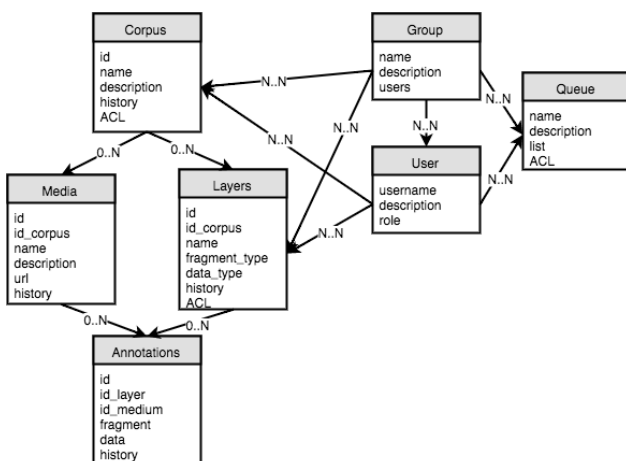 Corpus
id
name
description
history
ACL
Group
name
description
users
Queue
name
description
list
ACL
N..N
N..N
N..N
N..N
N..N
User
username
description
role
N..N
N..N
0..N
0..N
Media
id
id_corpus
name
description
url
history
Layers
id
id_corpus
name
fragment_type
data_type
history
ACL
0..N
0..N
Annotations
id
id_layer
id_medium
fragment
data
history